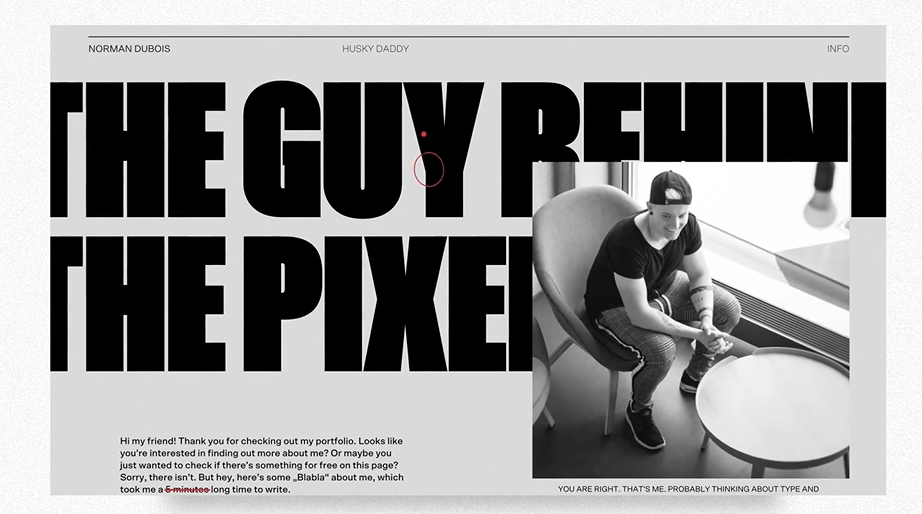 NORMAN DUBOIS
HUSKY DADDY
INFO
THE GUY BEHIND
THE PIXEL
Hi my friend! Thank you for checking out my portfolio. Looks like
you're interested in finding out more about me? Or maybe you
just wanted to check if there's something for free on this page?
Sorry, there isn't. But hey, here's some „Blabla“ about me, which
took me a 5 minutes long time to write.
YOU ARE RIGHT. THAT'S ME. PROBABLY THINKING ABOUT TYPE AND